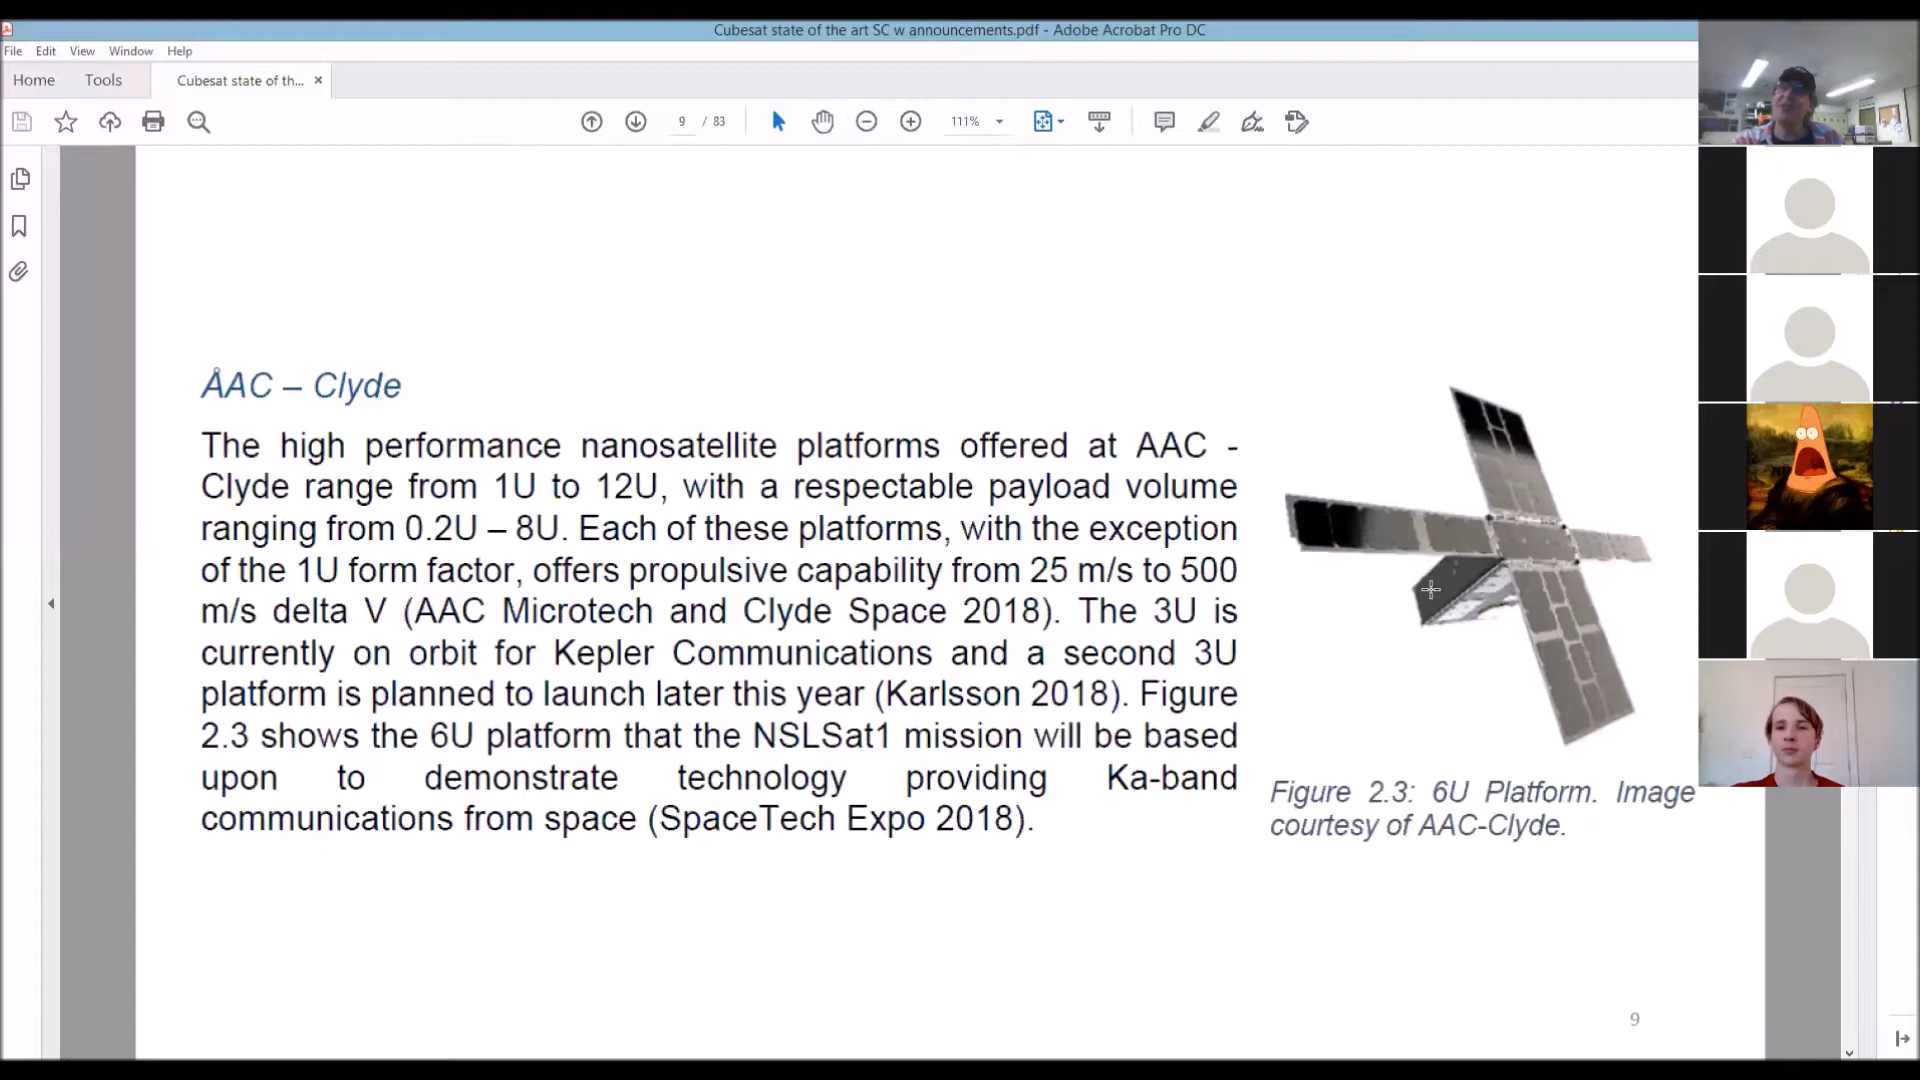 Cubesat state of the art SC w announcements.pdf - Adobe Acrobat Pro DC
File Edit View Window Help
Home Tools Cubesat state of th... ×
9 / 83 111%
ÅAC – Clyde
The high performance nanosatellite platforms offered at AAC -
Clyde range from 1U to 12U, with a respectable payload volume
ranging from 0.2U – 8U. Each of these platforms, with the exception
of the 1U form factor, offers propulsive capability from 25 m/s to 500
m/s delta V (AAC Microtech and Clyde Space 2018). The 3U is
currently on orbit for Kepler Communications and a second 3U
platform is planned to launch later this year (Karlsson 2018). Figure
2.3 shows the 6U platform that the NSLSat1 mission will be based
upon to demonstrate technology providing Ka-band
communications from space (SpaceTech Expo 2018).
Figure 2.3: 6U Platform. Image
courtesy of AAC-Clyde.
9